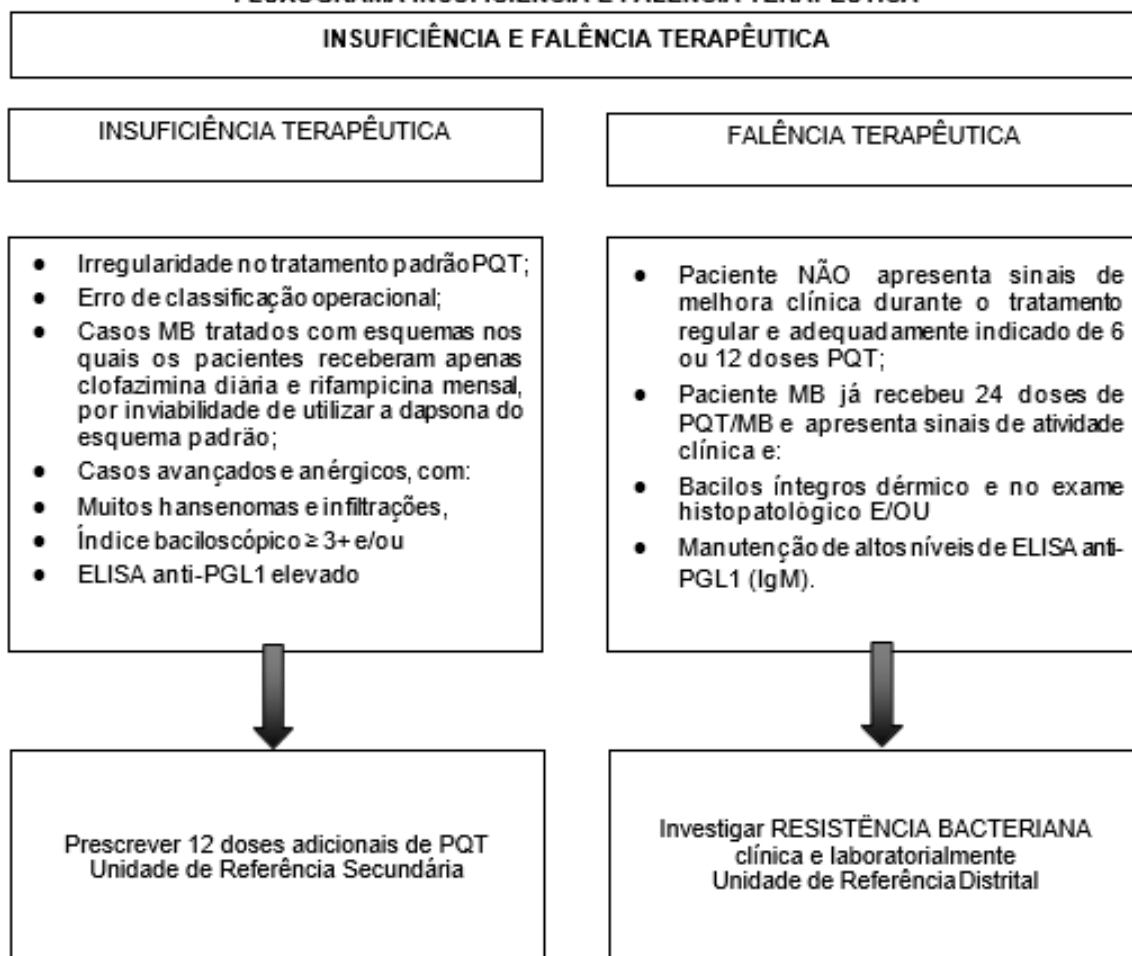 INSUFICIÊNCIA E FALÊNCIA TERAPÊUTICA
INSUFICIÊNCIA TERAPÊUTICA
● Irregularidade no tratamento padrão PQT;
● Erro de classificação operacional;
● Casos MB tratados com esquemas nos
quais os pacientes receberam apenas
clofazimina diária e rifampicina mensal,
por inviabilidade de utilizar a dapsona do
esquema padrão;
● Casos avançados e anérgicos, com:
● Muitos hansenomas e infiltrações,
● Índice baciloscópico ≥ 3+ e/ou
● ELISA anti-PGL1 elevado
Prescrever 12 doses adicionais de PQT
Unidade de Referência Secundária
FALÊNCIA TERAPÊUTICA
● Paciente NÃO apresenta sinais de
melhora clínica durante o tratamento
regular e adequadamente indicado de 6
ou 12 doses PQT;
● Paciente MB já recebeu 24 doses de
PQT/MB e apresenta sinais de atividade
clínica e:
● Bacilos íntegros dérmico e no exame
histopatológico E/OU
● Manutenção de altos níveis de ELISA anti-
PGL1 (IgM).
Investigar RESISTÊNCIA BACTERIANA
clínica e laboratorialmente
Unidade de Referência Distrital